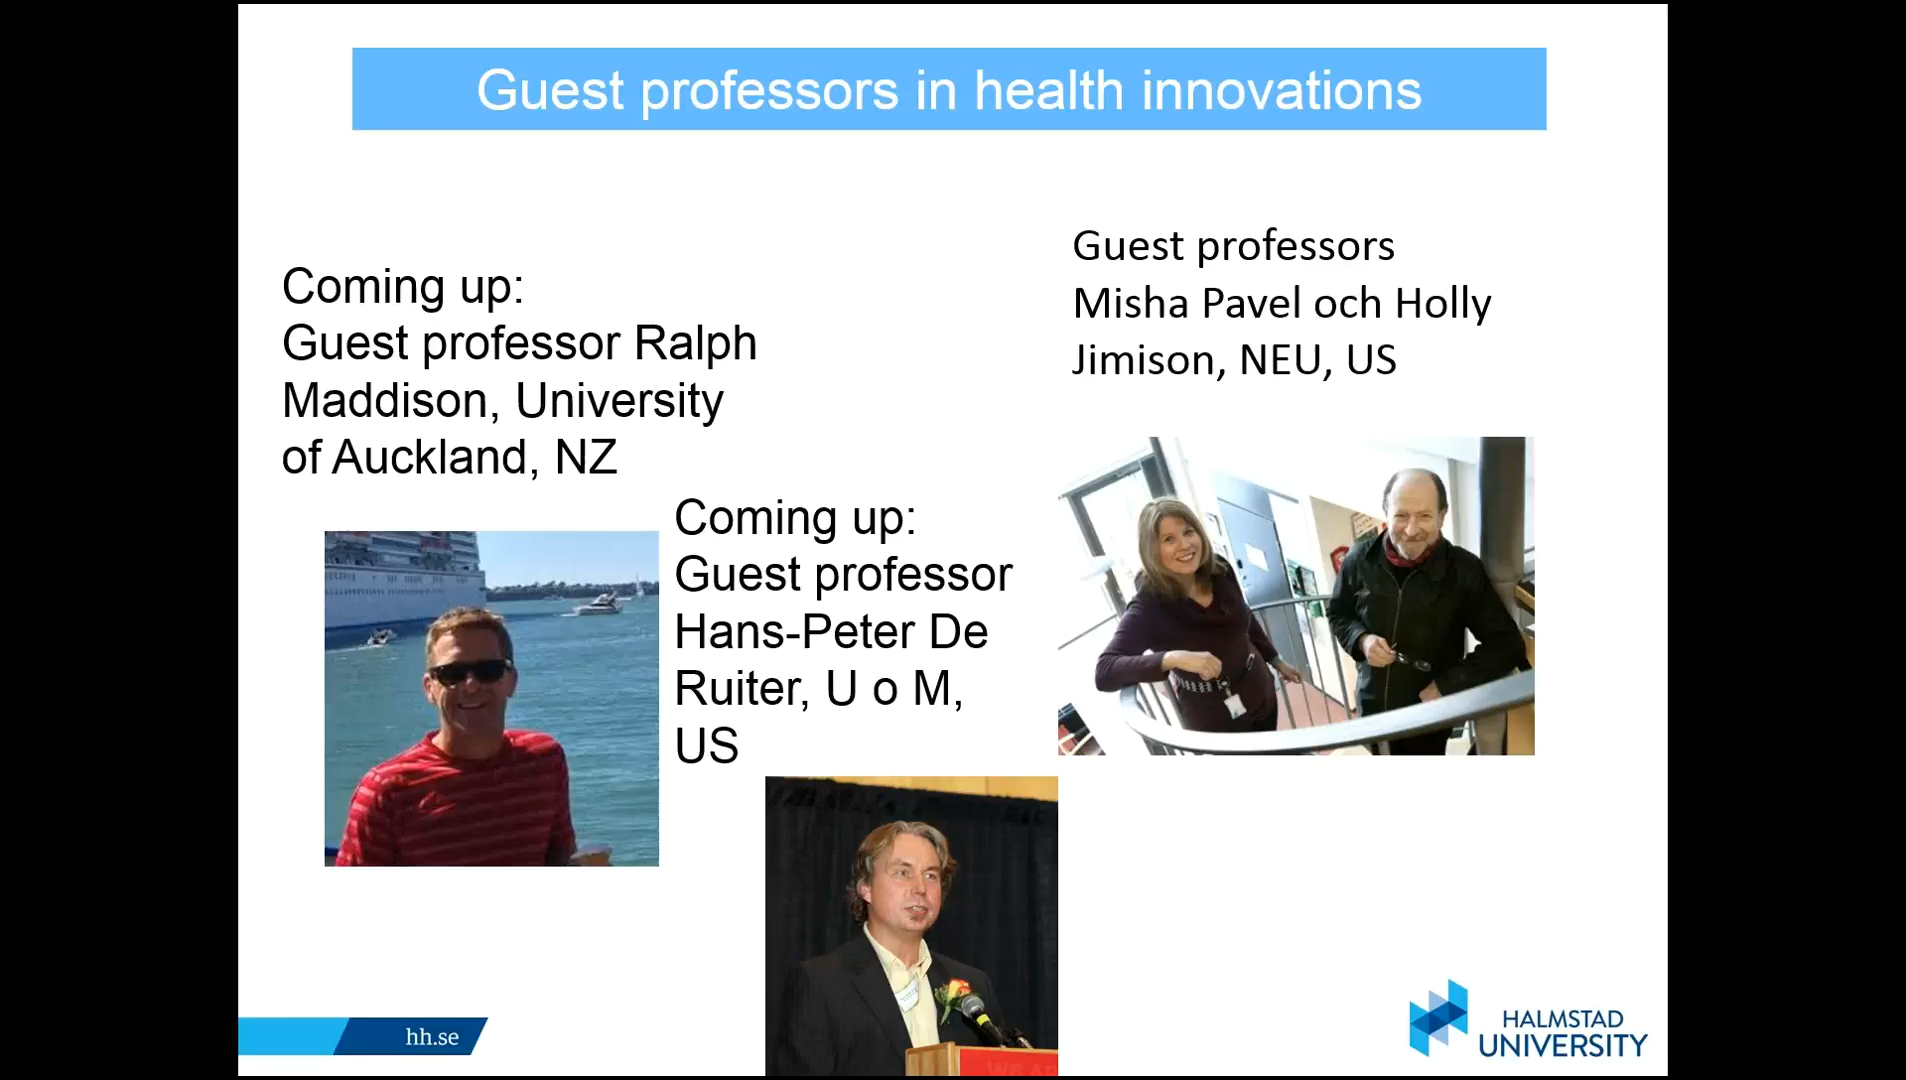 Guest professors in health innovations
Coming up:
Guest professor Ralph
Maddison, University
of Auckland, NZ
Guest professors
Misha Pavel och Holly
Jimison, NEU, US
Coming up:
Guest professor
Hans-Peter De
Ruiter, U o M,
US
hh.se
HALMSTAD
UNIVERSITY